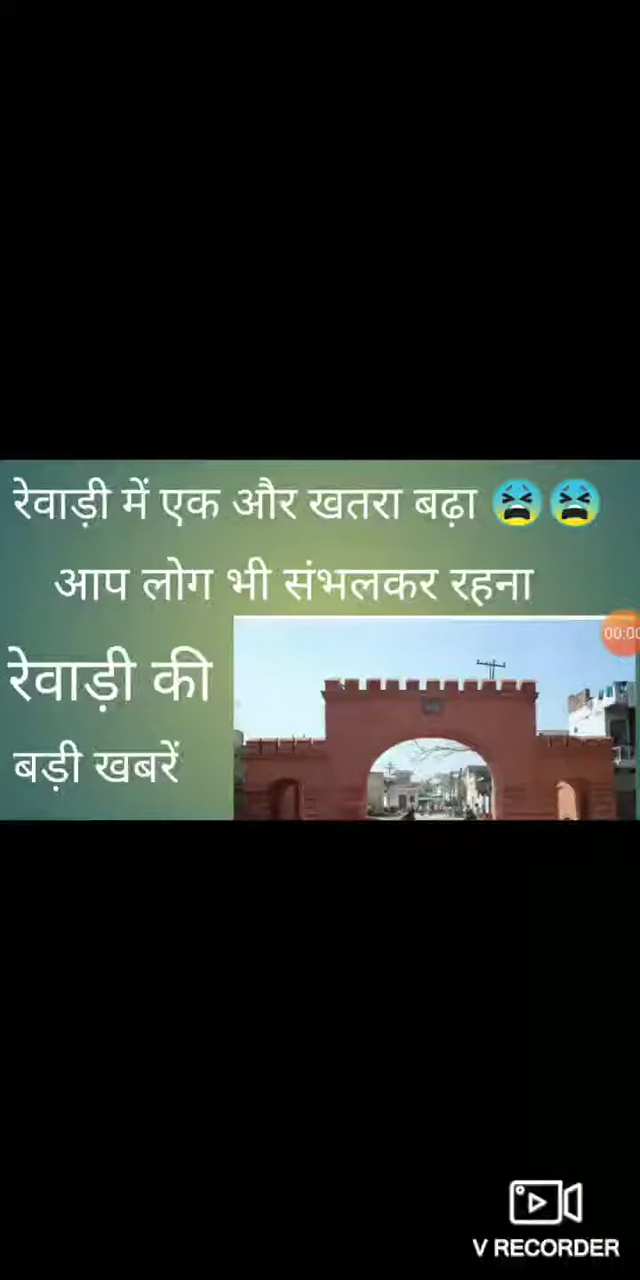 रेवाड़ी में एक और खतरा बढ़ा 😫😫
आप लोग भी संभलकर रहना
रेवाड़ी की
बड़ी खबरें
00:00
V RECORDER